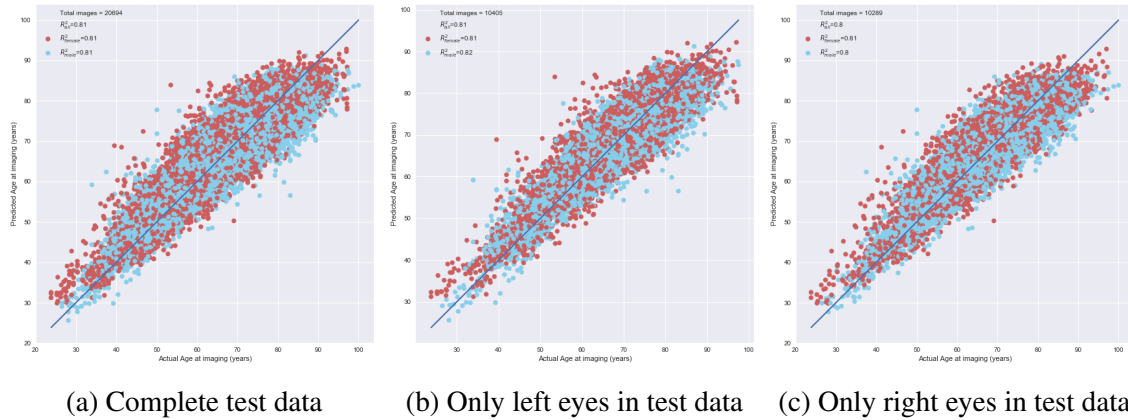 Total images = 20694
R²all=0.81
R²female=0.81
R²male=0.81
Predicted Age at imaging (years)
100
90
80
70
60
50
40
30
20
20 30 40 50 60 70 80 90 100
Actual Age at imaging (years)
(a) Complete test data
Total images = 10405
R²all=0.81
R²female=0.81
R²male=0.82
Predicted Age at imaging (years)
90
80
70
60
50
40
30
30 40 50 60 70 80 90 100
Actual Age at imaging (years)
(b) Only left eyes in test data
Total images = 10289
R²all=0.8
R²female=0.81
R²male=0.8
Predicted Age at imaging (years)
100
90
80
70
60
50
40
30
20
20 30 40 50 60 70 80 90 100
Actual Age at imaging (years)
(c) Only right eyes in test data